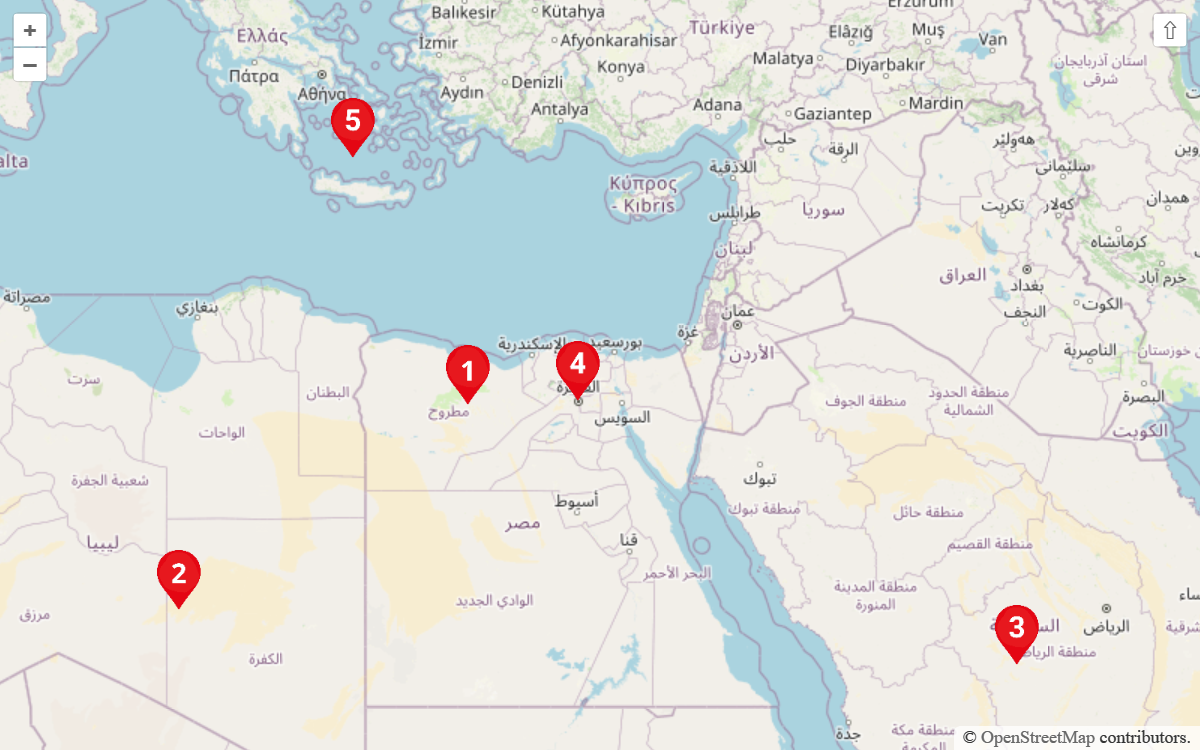 +
−
⇧
Balıkesir
Kütahya
Erzurum
Ελλάς
İzmir
Afyonkarahisar
Türkiye
Elâzığ
Muş
Van
Πάτρα
Αθήνα
Aydın
Denizli
Konya
Malatya
Diyarbakır
استان آذربایجان
شرقی
Antalya
Adana
Gaziantep
Mardin
5
alta
اللاذقية
حلب
الرقة
هەولێر
سلێمانی
Κύπρος
- Kıbrıs
طرابلس
سوريا
تكريت
کەلار
همدان
لبنان
کرمانشاه
العراق
بغداد
خرم آباد
مصراتة
بنغازي
الإسكندرية
بورسعيد
غزة
عمان
النجف
الكوت
الأردن
الناصرية
خوزستان
سرت
البطنان
1
4
القاهرة
مطروح
السويس
منطقة الجوف
منطقة الحدود
الشمالية
البصرة
الكويت
الواحات
شعبية الجفرة
تبوك
منطقة تبوك
أسيوط
مصر
منطقة حائل
ليبيا
قنا
منطقة القصيم
2
البحر الأحمر
منطقة المدينة
المنورة
الوادي الجديد
مرزق
3
الرياض
الكفرة
منطقة الرياض
جدة
منطقة مكة
المكرمة
© OpenStreetMap contributors.